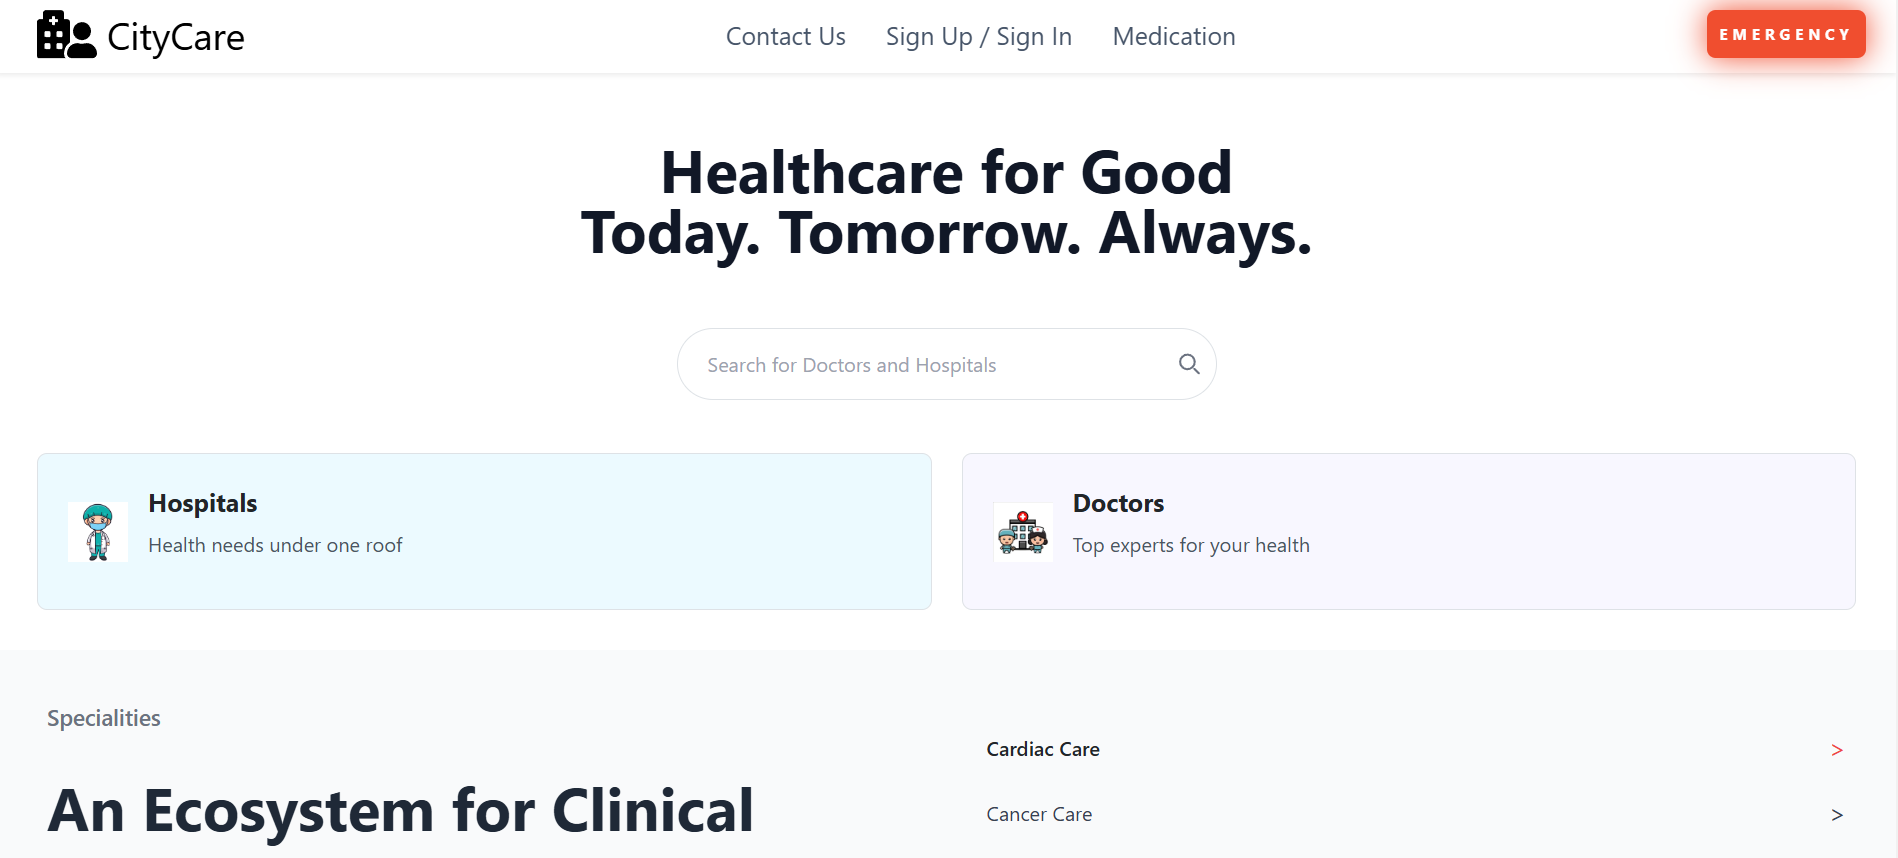 CityCare
Contact Us
Sign Up / Sign In
Medication
EMERGENCY
Healthcare for Good
Today. Tomorrow. Always.
Search for Doctors and Hospitals
Hospitals
Health needs under one roof
Doctors
Top experts for your health
Specialities
An Ecosystem for Clinical
Cardiac Care
>
Cancer Care
>